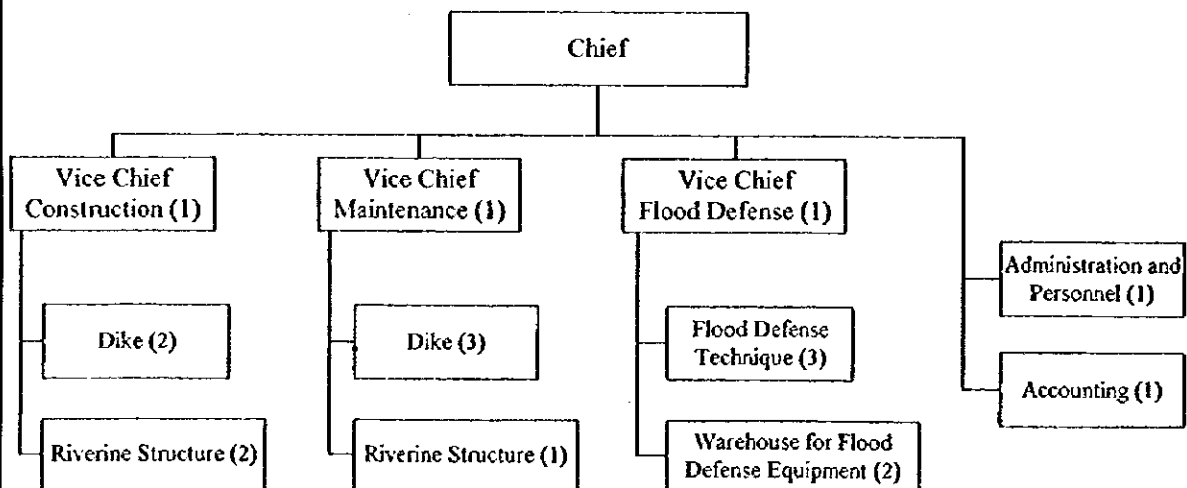 Chief
Vice Chief
Construction (1)
Vice Chief
Maintenance (1)
Vice Chief
Flood Defense (1)
Administration and
Personnel (1)
Dike (2)
Dike (3)
Flood Defense
Technique (3)
Accounting (1)
Riverine Structure (2)
Riverine Structure (1)
Warehouse for Flood
Defense Equipment (2)